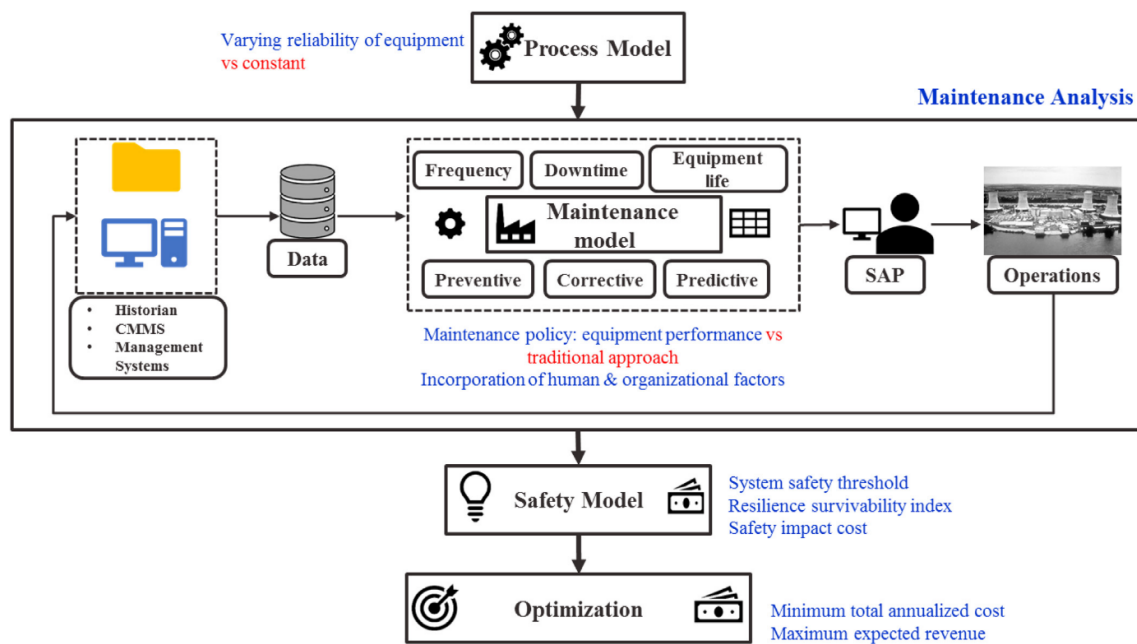 Varying reliability of equipment
vs constant
Process Model
Maintenance Analysis
Frequency
Downtime
Equipment
life
Maintenance
model
Preventive
Corrective
Predictive
Data
SAP
Operations
• Historian
• CMMS
• Management
Systems
Maintenance policy: equipment performance vs
traditional approach
Incorporation of human & organizational factors
Safety Model
System safety threshold
Resilience survivability index
Safety impact cost
Optimization
Minimum total annualized cost
Maximum expected revenue